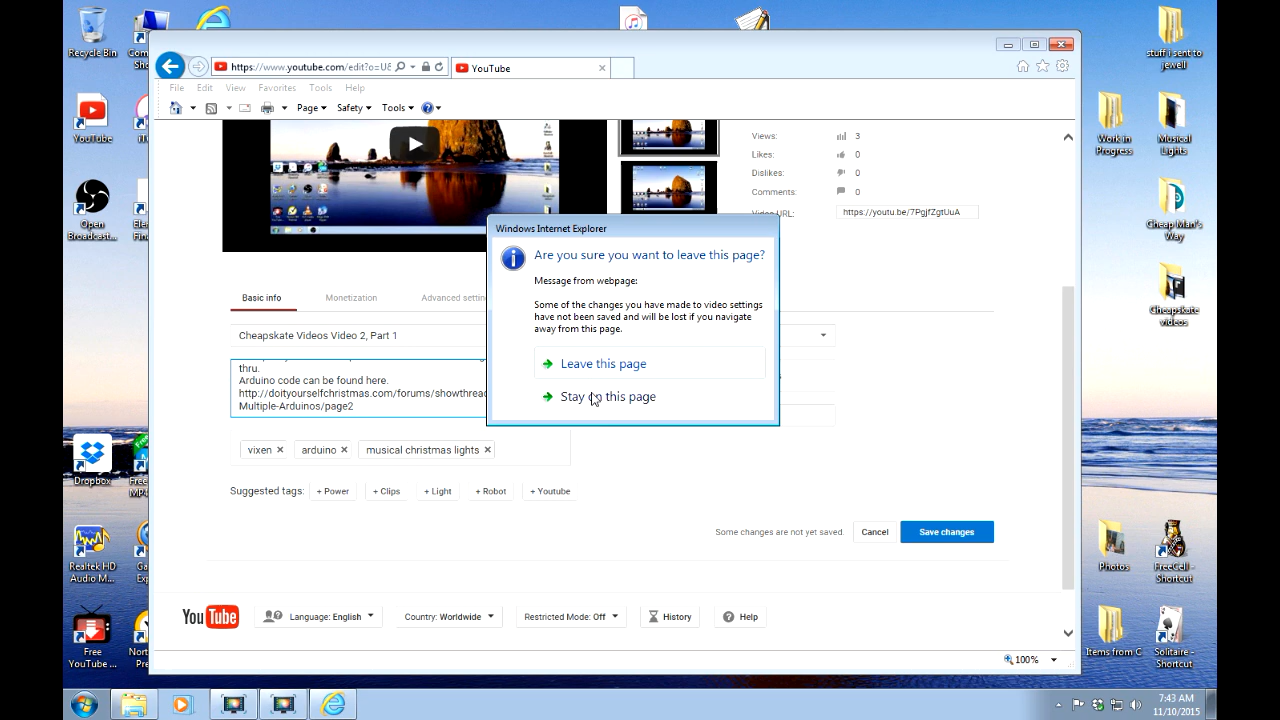 Recycle Bin
stuff i sent to
jewell
https://www.youtube.com/edit?o=U&
YouTube
File Edit View Favorites Tools Help
Page Safety Tools
YouTube
Work in
Progress
Musical
Lights
Views: 3
Likes: 0
Dislikes: 0
Comments: 0
https://youtu.be/7PgjfZgtUuA
Open
Broadcast...
Cheap Man's
Way
Windows Internet Explorer
Are you sure you want to leave this page?
Message from webpage:
Some of the changes you have made to video settings
have not been saved and will be lost if you navigate
away from this page.
Leave this page
Stay on this page
Basic info Monetization
Cheapskate
videos
Cheapskate Videos Video 2, Part 1
thru.
Arduino code can be found here.
http://doityourselfchristmas.com/forums/showthread
Multiple-Arduinos/page2
vixen arduino musical christmas lights
Suggested tags: + Power + Clips + Light + Robot + Youtube
Dropbox
Some changes are not yet saved. Cancel Save changes
Realtek HD
Audio M...
Photos
FreeCell -
Shortcut
YouTube Language: English Country: Worldwide Restricted Mode: Off History Help
Free
YouTube ...
Items from C
Solitaire -
Shortcut
100%
7:43 AM
11/10/2015